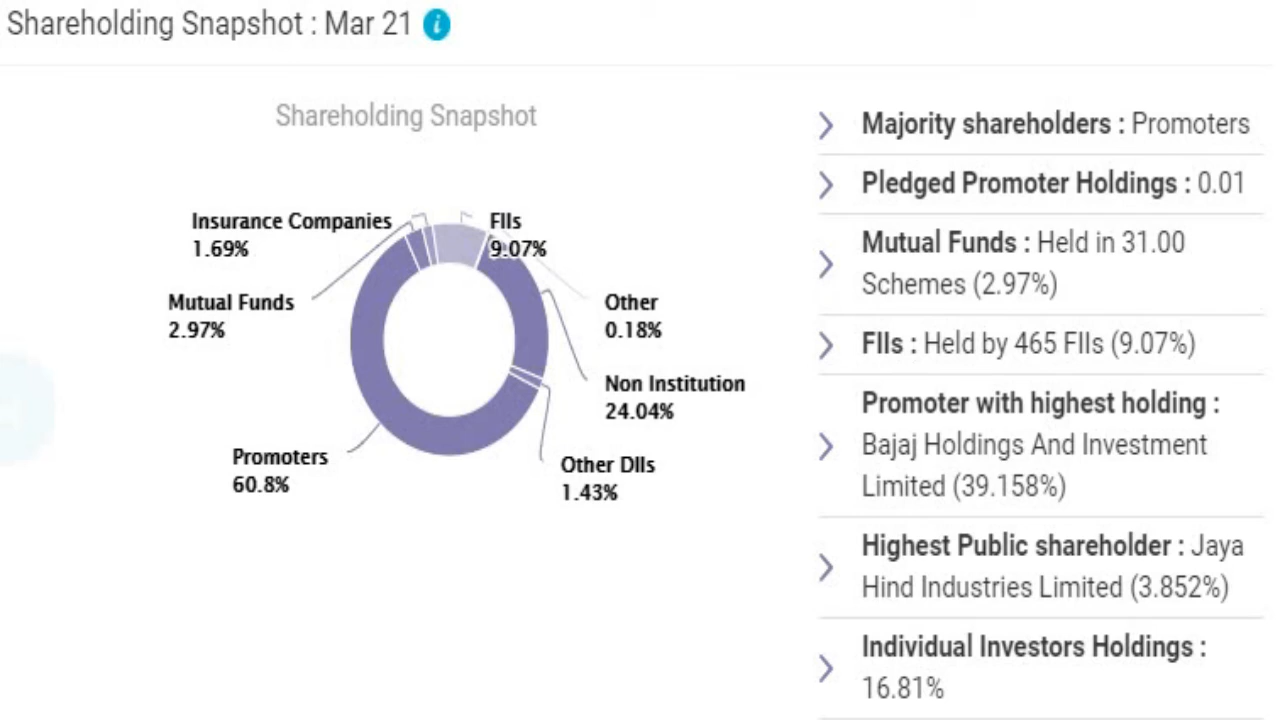 Shareholding Snapshot : Mar 21 i
Shareholding Snapshot
Insurance Companies
1.69%
FIIs
9.07%
Mutual Funds
2.97%
Other
0.18%
Non Institution
24.04%
Promoters
60.8%
Other DIIs
1.43%
Majority shareholders : Promoters
Pledged Promoter Holdings : 0.01
Mutual Funds : Held in 31.00
Schemes (2.97%)
FIIs : Held by 465 FIIs (9.07%)
Promoter with highest holding :
Bajaj Holdings And Investment
Limited (39.158%)
Highest Public shareholder : Jaya
Hind Industries Limited (3.852%)
Individual Investors Holdings :
16.81%